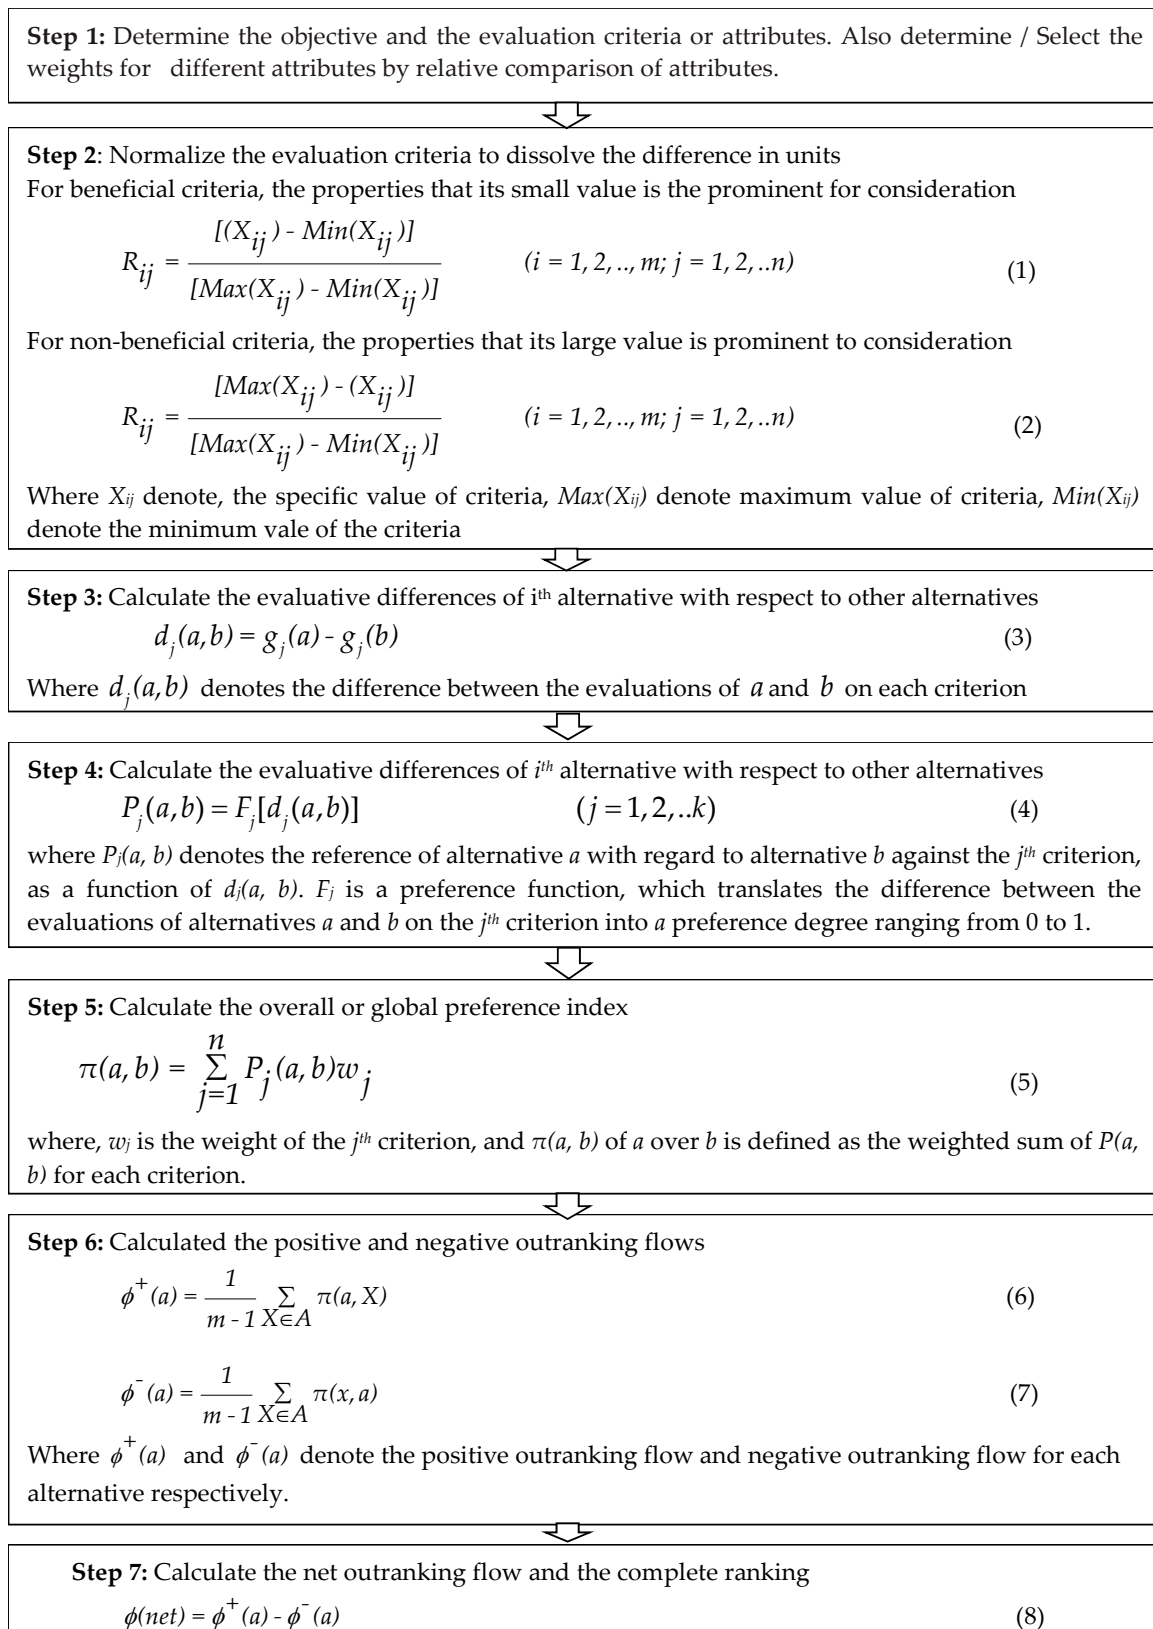 Step 1: Determine the objective and the evaluation criteria or attributes. Also determine / Select the
weights for different attributes by relative comparison of attributes.
Step 2: Normalize the evaluation criteria to dissolve the difference in units
For beneficial criteria, the properties that its small value is the prominent for consideration
R_ij = [(X_ij) - Min(X_ij)] / [Max(X_ij) - Min(X_ij)] (i = 1, 2, .., m; j = 1, 2, ..n) (1)
For non-beneficial criteria, the properties that its large value is prominent to consideration
R_ij = [Max(X_ij) - (X_ij)] / [Max(X_ij) - Min(X_ij)] (i = 1, 2, .., m; j = 1, 2, ..n) (2)
Where X_ij denote, the specific value of criteria, Max(X_ij) denote maximum value of criteria, Min(X_ij)
denote the minimum vale of the criteria
Step 3: Calculate the evaluative differences of i^th alternative with respect to other alternatives
d_j(a,b) = g_j(a) - g_j(b) (3)
Where d_j(a,b) denotes the difference between the evaluations of a and b on each criterion
Step 4: Calculate the evaluative differences of i^th alternative with respect to other alternatives
P_j(a,b) = F_j[d_j(a,b)] (j = 1,2,..k) (4)
where P_j(a, b) denotes the reference of alternative a with regard to alternative b against the j^th criterion,
as a function of d_j(a, b). F_j is a preference function, which translates the difference between the
evaluations of alternatives a and b on the j^th criterion into a preference degree ranging from 0 to 1.
Step 5: Calculate the overall or global preference index
π(a, b) = Σ_{j=1}^{n} P_j(a, b)w_j (5)
where, w_j is the weight of the j^th criterion, and π(a, b) of a over b is defined as the weighted sum of P(a,
b) for each criterion.
Step 6: Calculated the positive and negative outranking flows
ϕ^+(a) = 1 / (m - 1) Σ_{X∈A} π(a, X) (6)
ϕ^-(a) = 1 / (m - 1) Σ_{X∈A} π(x, a) (7)
Where ϕ^+(a) and ϕ^-(a) denote the positive outranking flow and negative outranking flow for each
alternative respectively.
Step 7: Calculate the net outranking flow and the complete ranking
ϕ(net) = ϕ^+(a) - ϕ^-(a) (8)